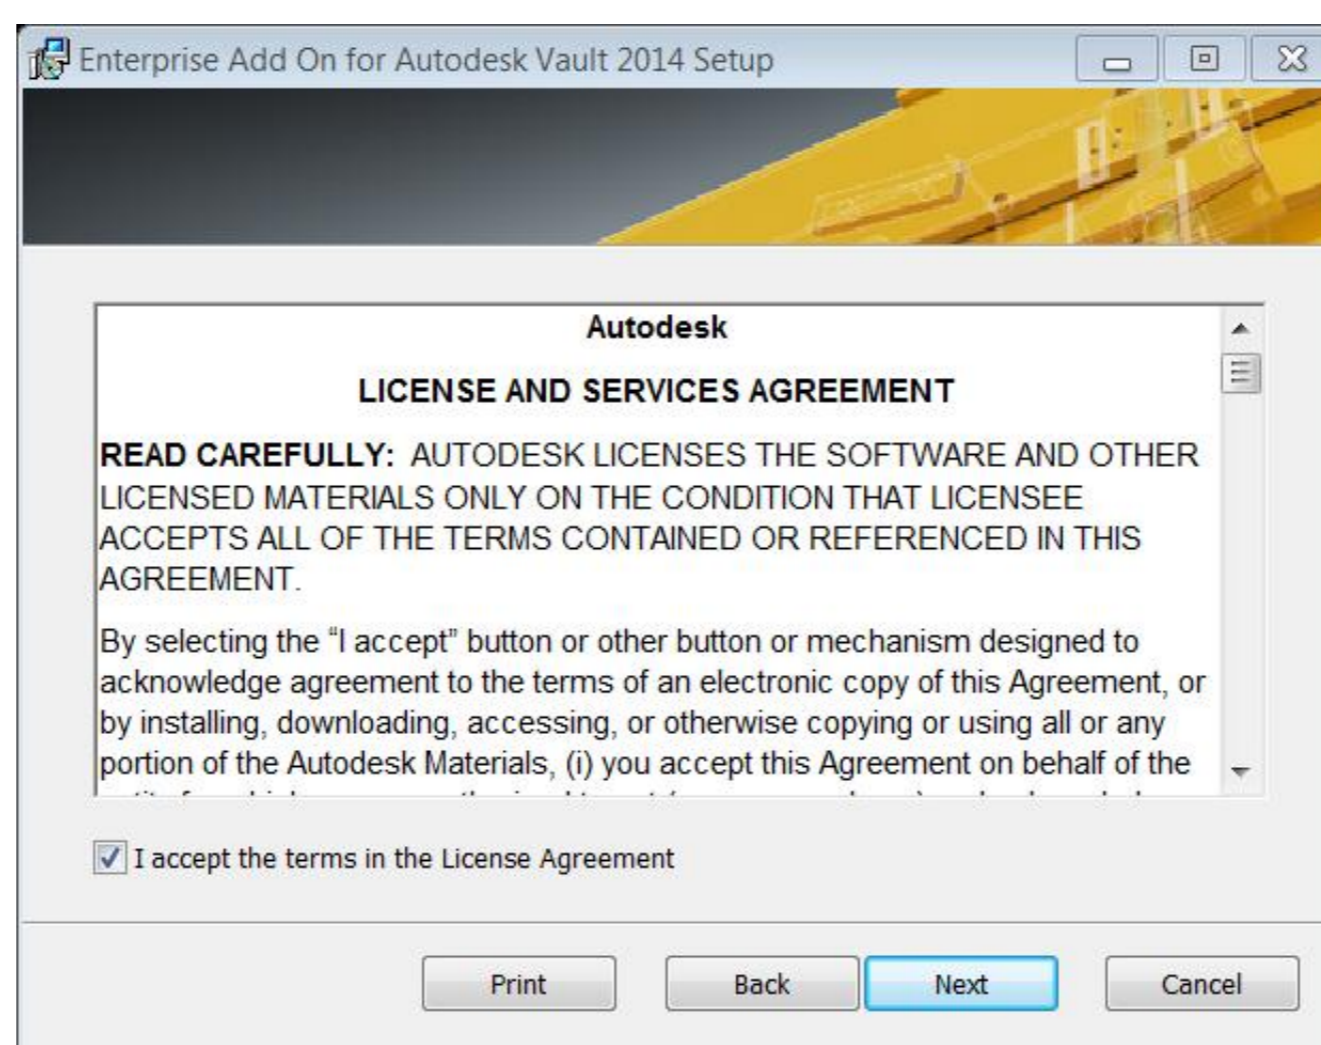 Enterprise Add On for Autodesk Vault 2014 Setup
Autodesk
LICENSE AND SERVICES AGREEMENT
READ CAREFULLY: AUTODESK LICENSES THE SOFTWARE AND OTHER
LICENSED MATERIALS ONLY ON THE CONDITION THAT LICENSEE
ACCEPTS ALL OF THE TERMS CONTAINED OR REFERENCED IN THIS
AGREEMENT.
By selecting the “I accept” button or other button or mechanism designed to
acknowledge agreement to the terms of an electronic copy of this Agreement, or
by installing, downloading, accessing, or otherwise copying or using all or any
portion of the Autodesk Materials, (i) you accept this Agreement on behalf of the
I accept the terms in the License Agreement
Print Back Next Cancel